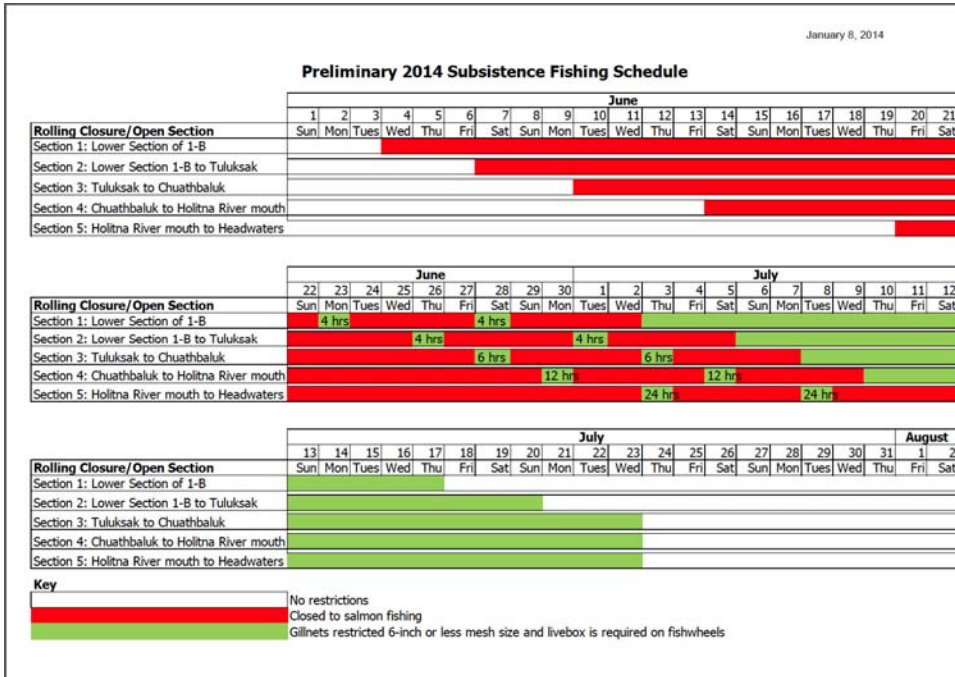 January 8, 2014
Preliminary 2014 Subsistence Fishing Schedule
June
1 2 3 4 5 6 7 8 9 10 11 12 13 14 15 16 17 18 19 20 21
Rolling Closure/Open Section Sun Mon Tues Wed Thu Fri Sat Sun Mon Tues Wed Thu Fri Sat Sun Mon Tues Wed Thu Fri Sat
Section 1: Lower Section of 1-B
Section 2: Lower Section 1-B to Tuluksak
Section 3: Tuluksak to Chuathbaluk
Section 4: Chuathbaluk to Holitna River mouth
Section 5: Holitna River mouth to Headwaters
June July
22 23 24 25 26 27 28 29 30 1 2 3 4 5 6 7 8 9 10 11 12
Rolling Closure/Open Section Sun Mon Tues Wed Thu Fri Sat Sun Mon Tues Wed Thu Fri Sat Sun Mon Tues Wed Thu Fri Sat
Section 1: Lower Section of 1-B 4 hrs 4 hrs
Section 2: Lower Section 1-B to Tuluksak 4 hrs 4 hrs
Section 3: Tuluksak to Chuathbaluk 6 hrs 6 hrs
Section 4: Chuathbaluk to Holitna River mouth 12 hrs 12 hrs
Section 5: Holitna River mouth to Headwaters 24 hrs 24 hrs
July August
13 14 15 16 17 18 19 20 21 22 23 24 25 26 27 28 29 30 31 1 2
Rolling Closure/Open Section Sun Mon Tues Wed Thu Fri Sat Sun Mon Tues Wed Thu Fri Sat Sun Mon Tues Wed Thu Fri Sat
Section 1: Lower Section of 1-B
Section 2: Lower Section 1-B to Tuluksak
Section 3: Tuluksak to Chuathbaluk
Section 4: Chuathbaluk to Holitna River mouth
Section 5: Holitna River mouth to Headwaters
Key
No restrictions
Closed to salmon fishing
Gillnets restricted 6-inch or less mesh size and livebox is required on fishwheels